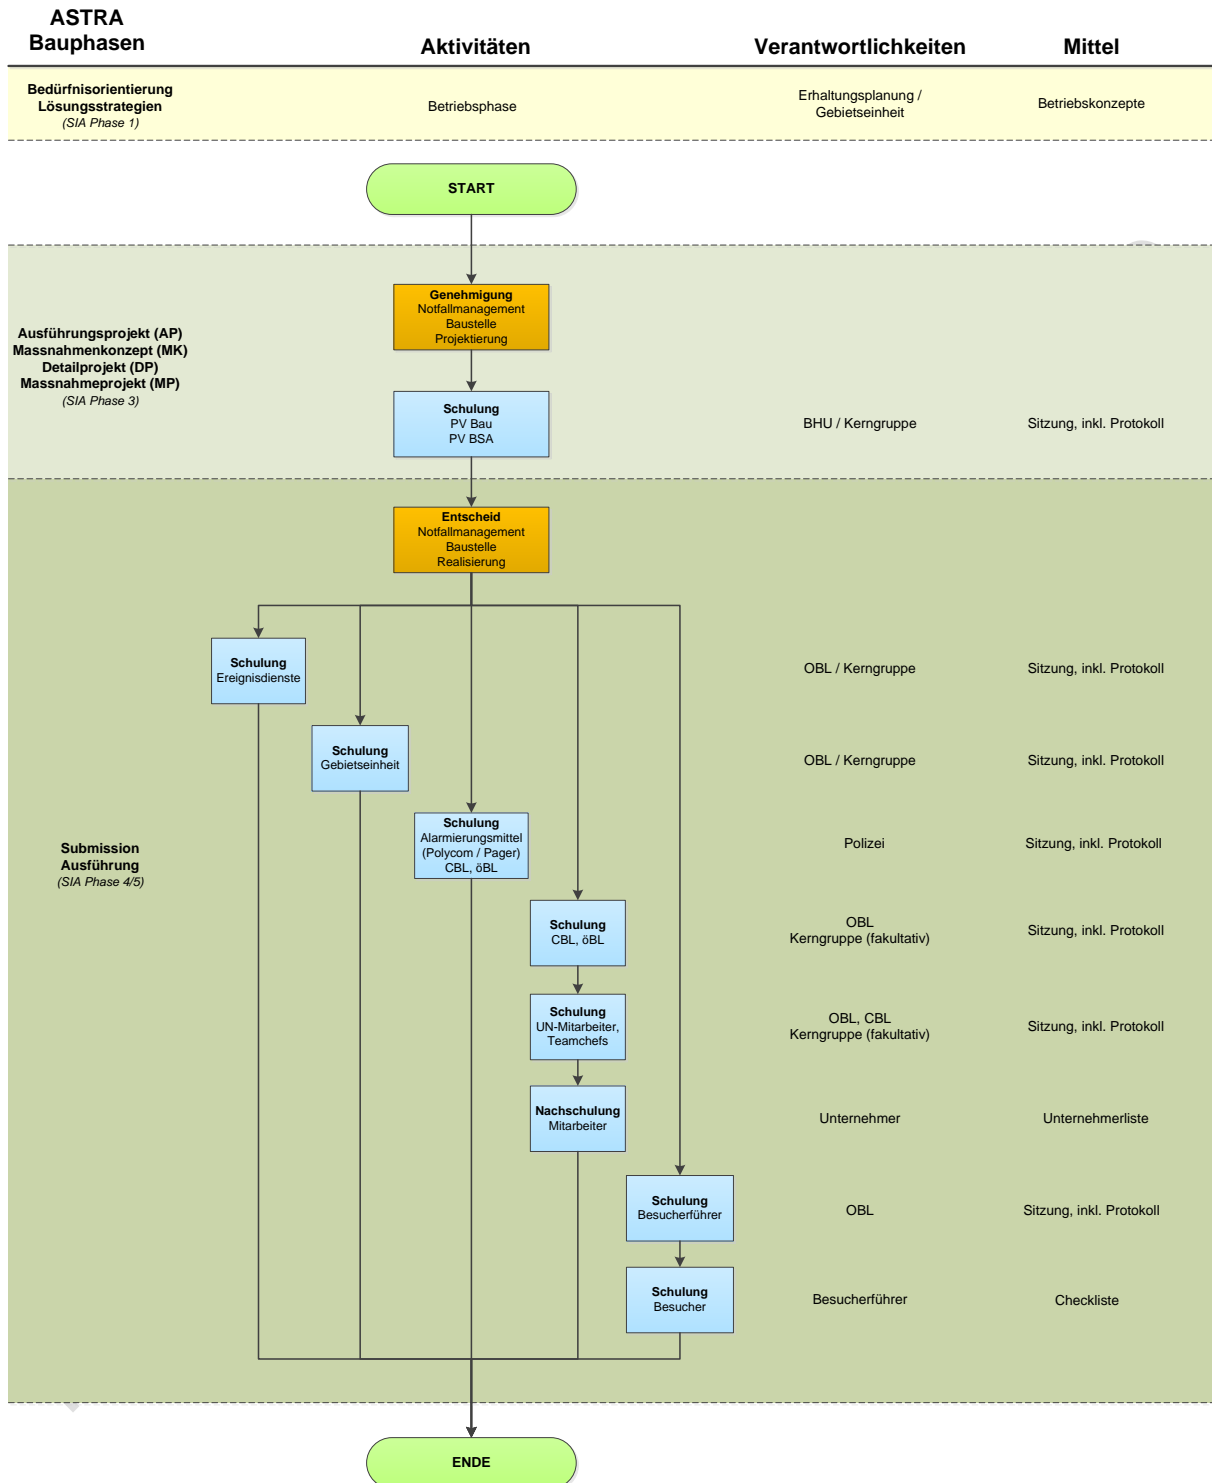 ASTRA
Bauphasen
Aktivitäten
Verantwortlichkeiten
Mittel
Bedürfnisorientierung
Lösungsstrategien
(SIA Phase 1)
Betriebsphase
Erhaltungsplanung /
Gebietseinheit
Betriebskonzepte
START
Ausführungsprojekt (AP)
Massnahmenkonzept (MK)
Detailprojekt (DP)
Massnahmeprojekt (MP)
(SIA Phase 3)
Genehmigung
Notfallmanagement
Baustelle
Projektierung
Schulung
PV Bau
PV BSA
BHU / Kerngruppe
Sitzung, inkl. Protokoll
Entscheid
Notfallmanagement
Baustelle
Realisierung
Schulung
Ereignisdienste
OBL / Kerngruppe
Sitzung, inkl. Protokoll
Schulung
Gebietseinheit
OBL / Kerngruppe
Sitzung, inkl. Protokoll
Submission
Ausführung
(SIA Phase 4/5)
Schulung
Alarmierungsmittel
(Polycom / Pager)
CBL, öBL
Polizei
Sitzung, inkl. Protokoll
Schulung
CBL, öBL
OBL
Kerngruppe (fakultativ)
Sitzung, inkl. Protokoll
Schulung
UN-Mitarbeiter,
Teamchefs
OBL, CBL
Kerngruppe (fakultativ)
Sitzung, inkl. Protokoll
Nachschulung
Mitarbeiter
Unternehmer
Unternehmerliste
Schulung
Besucherführer
OBL
Sitzung, inkl. Protokoll
Schulung
Besucher
Besucherführer
Checkliste
ENDE